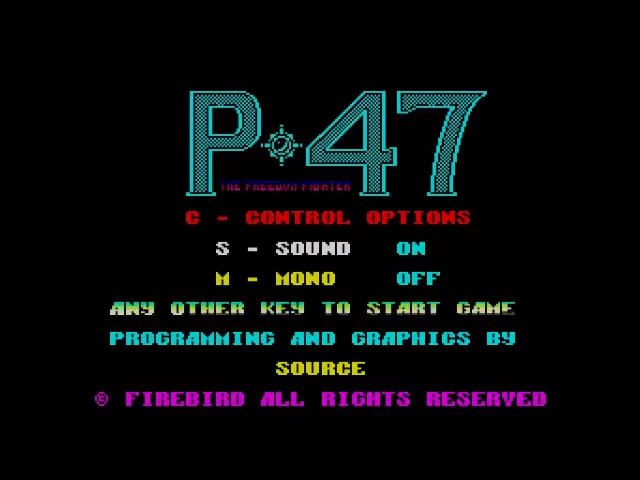 P-47
THE FREEDOM FIGHTER
C - CONTROL OPTIONS
S - SOUND ON
M - MONO OFF
ANY OTHER KEY TO START GAME
PROGRAMMING AND GRAPHICS BY
SOURCE
© FIREBIRD ALL RIGHTS RESERVED